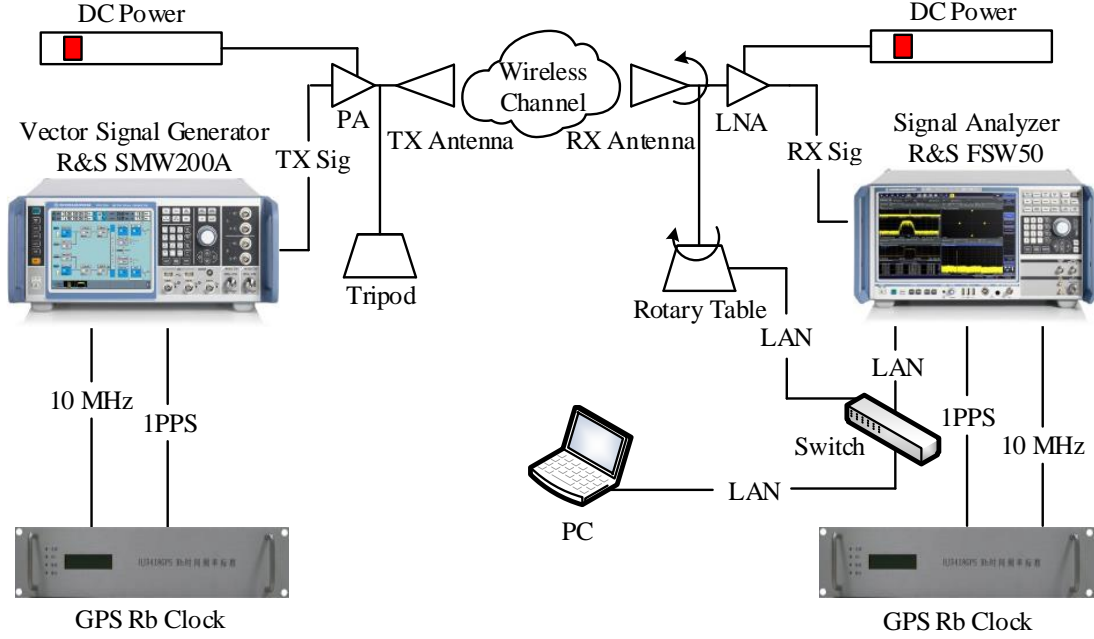 DC Power
DC Power
Wireless
Channel
PA
TX Antenna
RX Antenna
LNA
Vector Signal Generator
R&S SMW200A
TX Sig
RX Sig
Signal Analyzer
R&S FSW50
Tripod
Rotary Table
LAN
LAN
10 MHz
1PPS
1PPS
10 MHz
Switch
LAN
PC
GPS Rb Clock
GPS Rb Clock